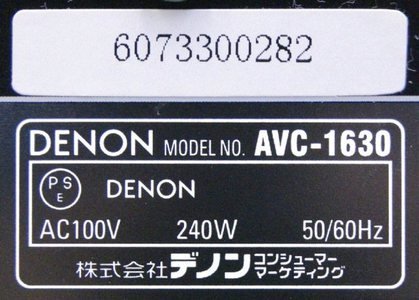 6073300282
DENON MODEL NO. AVC-1630
PSE DENON
AC100V 240W 50/60Hz
株式会社デノン コンシューマー
マーケティング